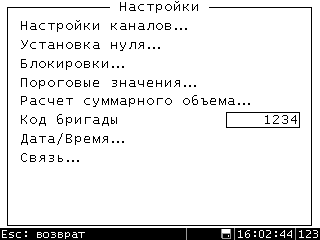 Настройки
Настройки каналов...
Установка нуля...
Блокировки...
Пороговые значения...
Расчет суммарного объема...
Код бригады 1234
Дата/Время...
Связь...
Esc: возврат 16:02:44 123